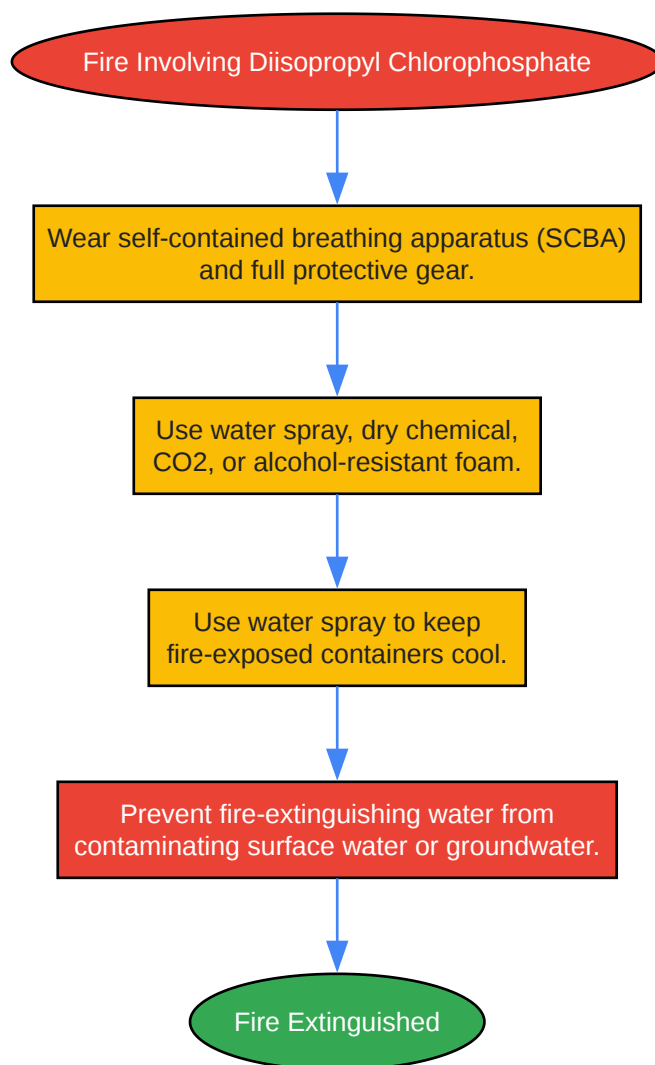 Fire Involving Diisopropyl Chlorophosphate
Wear self-contained breathing apparatus (SCBA)
and full protective gear.
Use water spray, dry chemical,
CO2, or alcohol-resistant foam.
Use water spray to keep
fire-exposed containers cool.
Prevent fire-extinguishing water from
contaminating surface water or groundwater.
Fire Extinguished